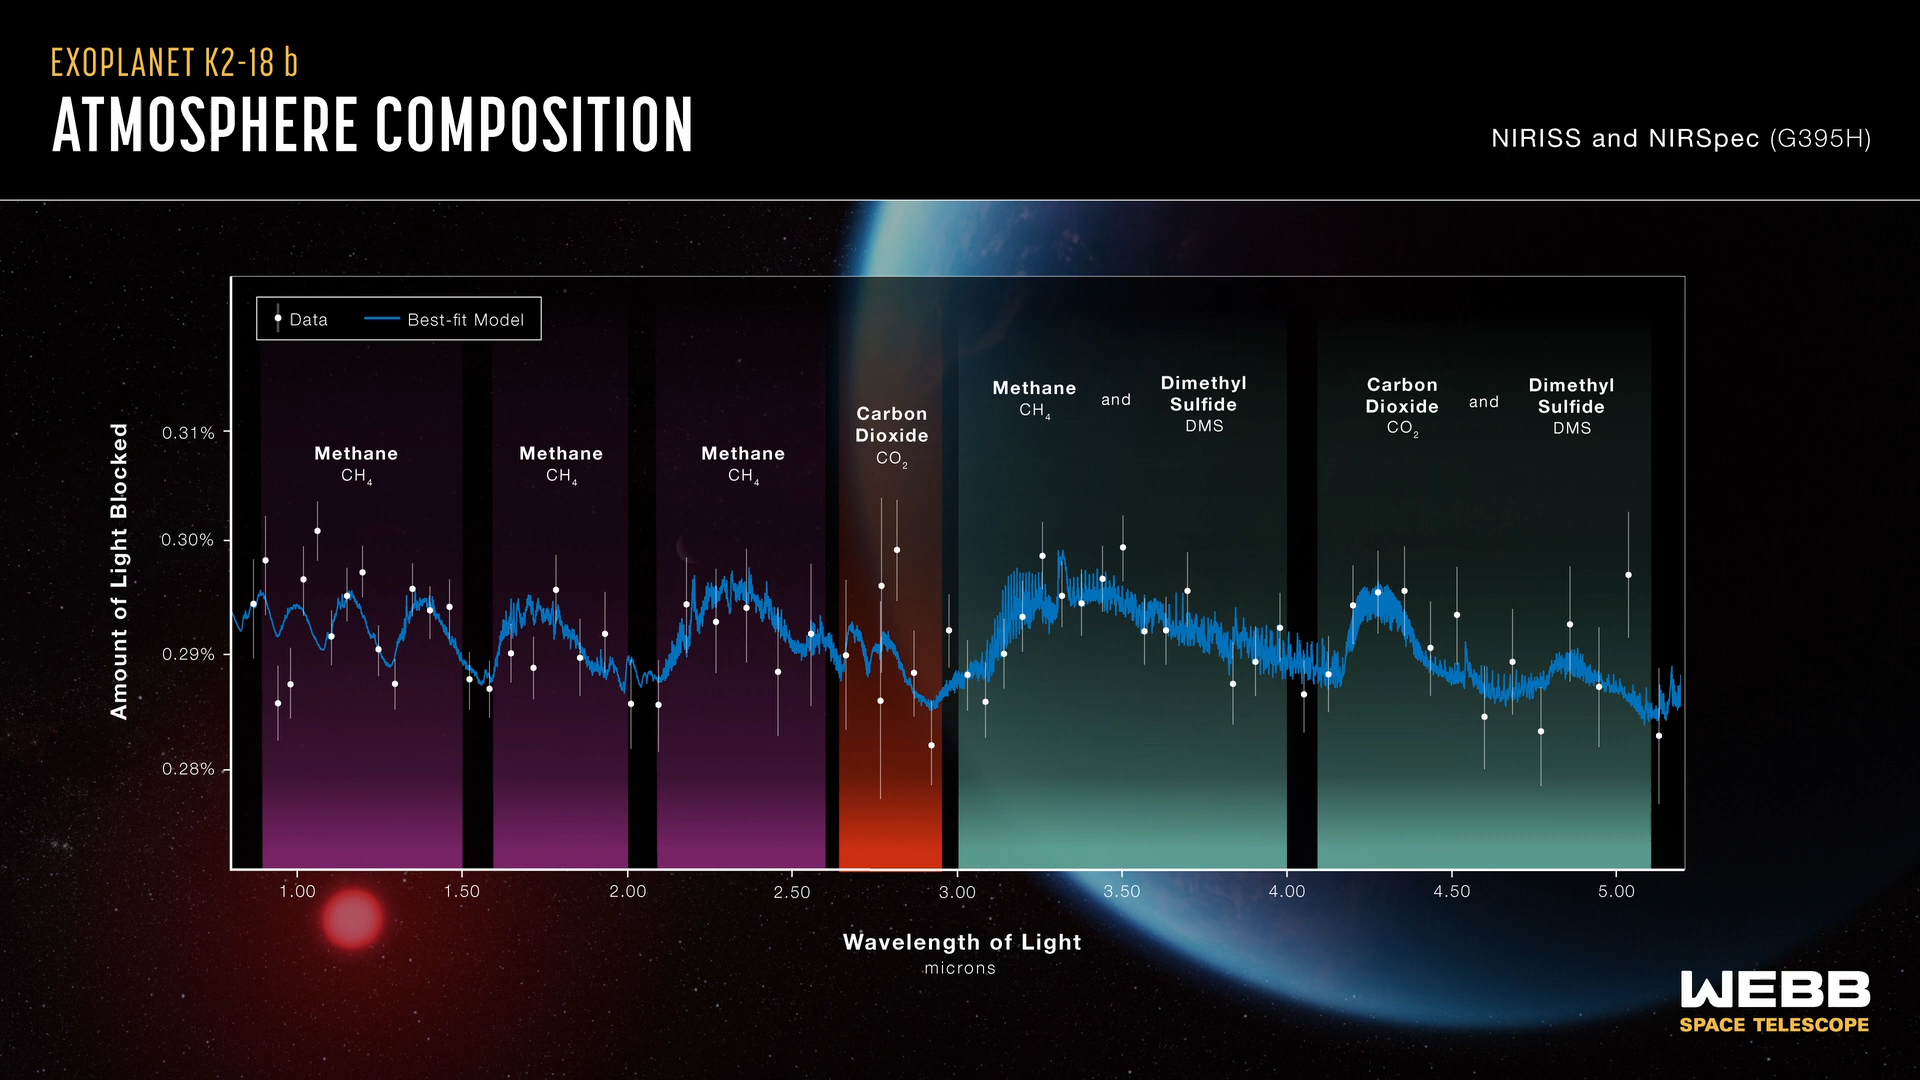 EXOPLANET K2-18 b
ATMOSPHERE COMPOSITION
NIRISS and NIRSpec (G395H)
Data
Best-fit Model
Methane
CH₄
Methane
CH₄
Methane
CH₄
Carbon
Dioxide
CO₂
Methane
CH₄
and
Dimethyl
Sulfide
DMS
Carbon
Dioxide
CO₂
and
Dimethyl
Sulfide
DMS
Amount of Light Blocked
0.31%
0.30%
0.29%
0.28%
1.00 1.50 2.00 2.50 3.00 3.50 4.00 4.50 5.00
Wavelength of Light
microns
WEBB
SPACE TELESCOPE